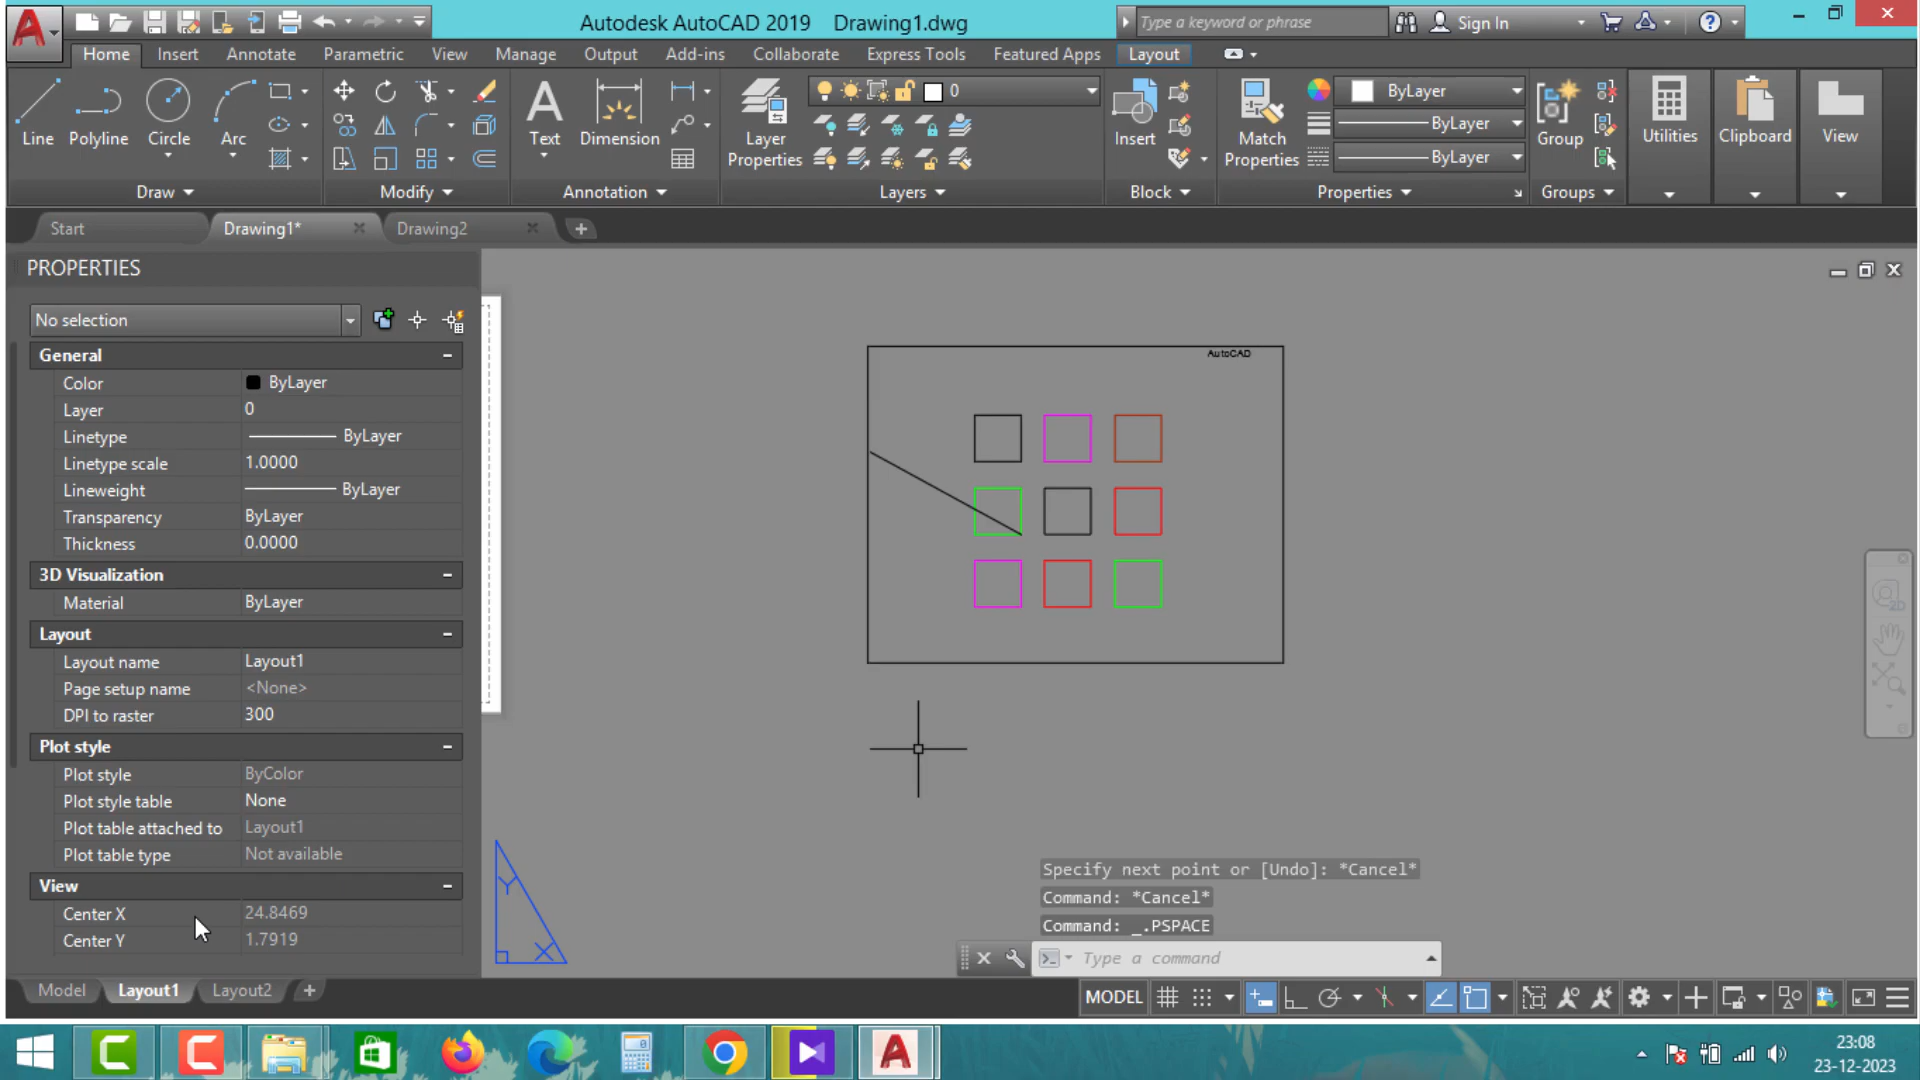 Autodesk AutoCAD 2019 Drawing1.dwg
Type a keyword or phrase
Sign In
Home Insert Annotate Parametric View Manage Output Add-ins Collaborate Express Tools Featured Apps Layout
Line Polyline Circle Arc
Text Dimension
Layer Properties
0
Insert
Match Properties
ByLayer
ByLayer
ByLayer
Group
Utilities
Clipboard
View
Draw Modify Annotation Layers Block Properties Groups
Start Drawing1* Drawing2
PROPERTIES
No selection
General
Color ByLayer
Layer 0
Linetype ByLayer
Linetype scale 1.0000
Lineweight ByLayer
Transparency ByLayer
Thickness 0.0000
3D Visualization
Material ByLayer
Layout
Layout name Layout1
Page setup name <None>
DPI to raster 300
Plot style
Plot style ByColor
Plot style table None
Plot table attached to Layout1
Plot table type Not available
View
Center X 24.8469
Center Y 1.7919
AutoCAD
2D
Y
X
Specify next point or [Undo]: *Cancel*
Command: *Cancel*
Command: _.PSPACE
Type a command
Model Layout1 Layout2
MODEL
23:08
23-12-2023